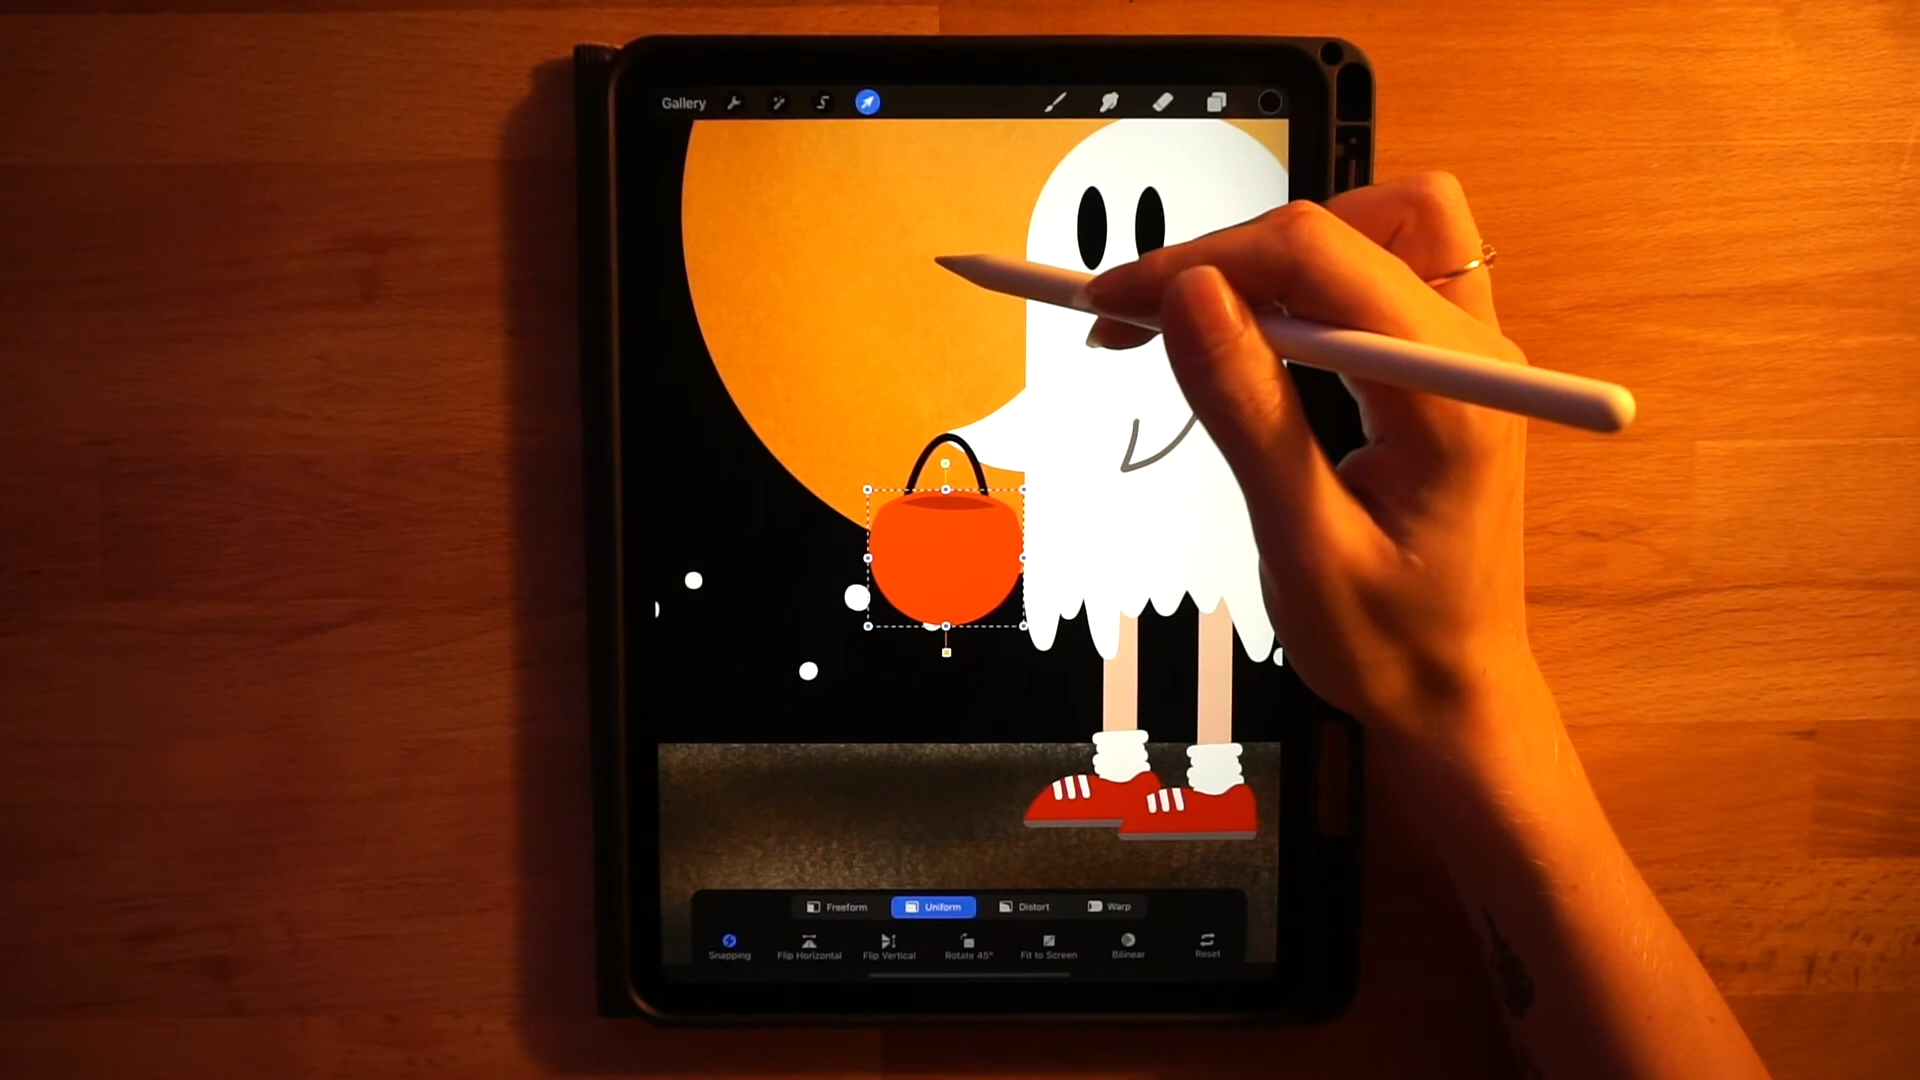 Gallery
Freeform Uniform Distort Warp
Snapping Flip Horizontal Flip Vertical Rotate 45° Fit to Screen Bilinear Reset